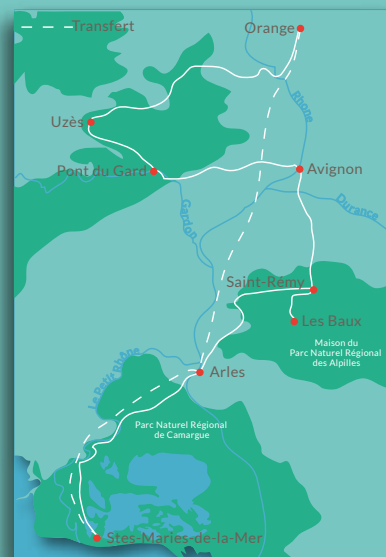 Transfert
Orange
Rhone
Uzès
Pont du Gard
Avignon
Gardon
Durance
Saint-Rémy
Les Baux
Maison du
Parc Naturel Régional
des Alpilles
Le Petit Rhône
Arles
Parc Naturel Régional
de Camargue
Stes-Maries-de-la-Mer